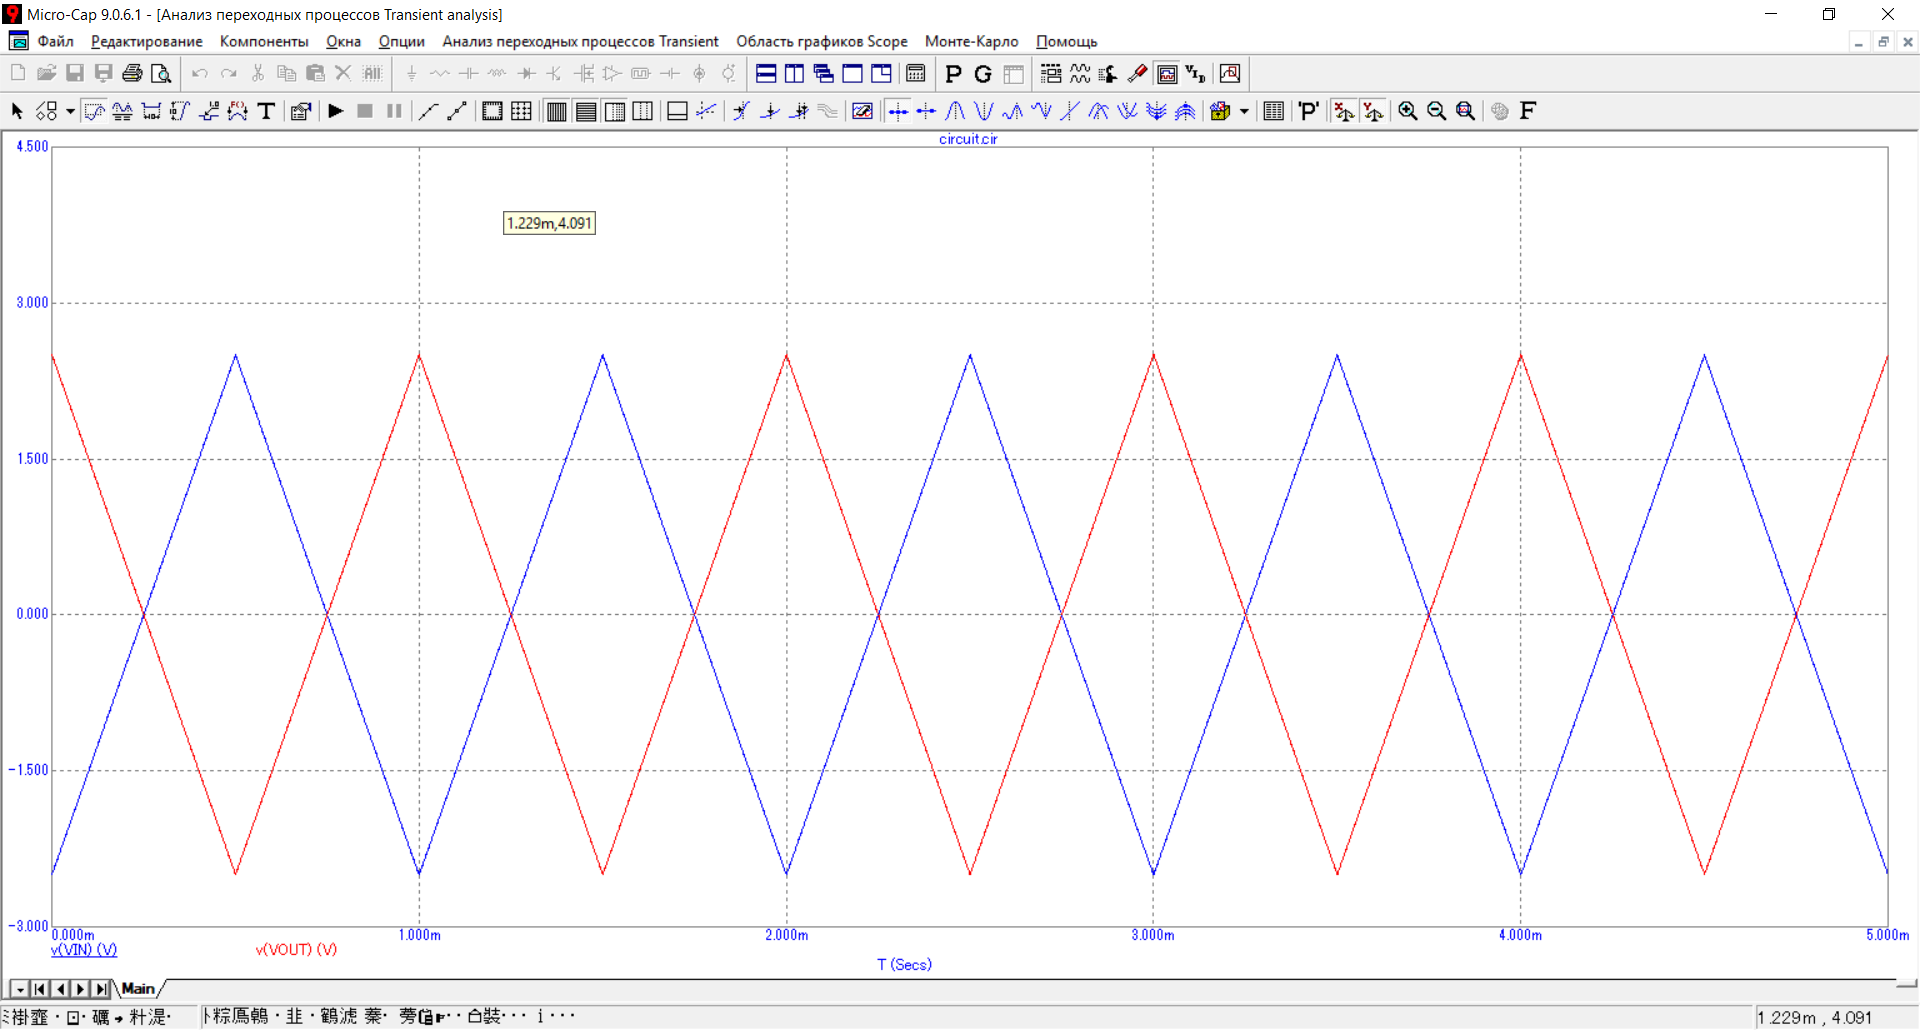 Micro-Cap 9.0.6.1 - [Анализ переходных процессов Transient analysis]
Файл Редактирование Компоненты Окна Опции Анализ переходных процессов Transient Область графиков Scope Монте-Карло Помощь
P G
T 'P' F
circuit.cir
4.500
1.229m,4.091
3.000
1.500
0.000
-1.500
-3.000
0.000m 1.000m 2.000m 3.000m 4.000m 5.000m
v(VIN) (V) v(VOUT) (V)
T (Secs)
Main
1.229m , 4.091